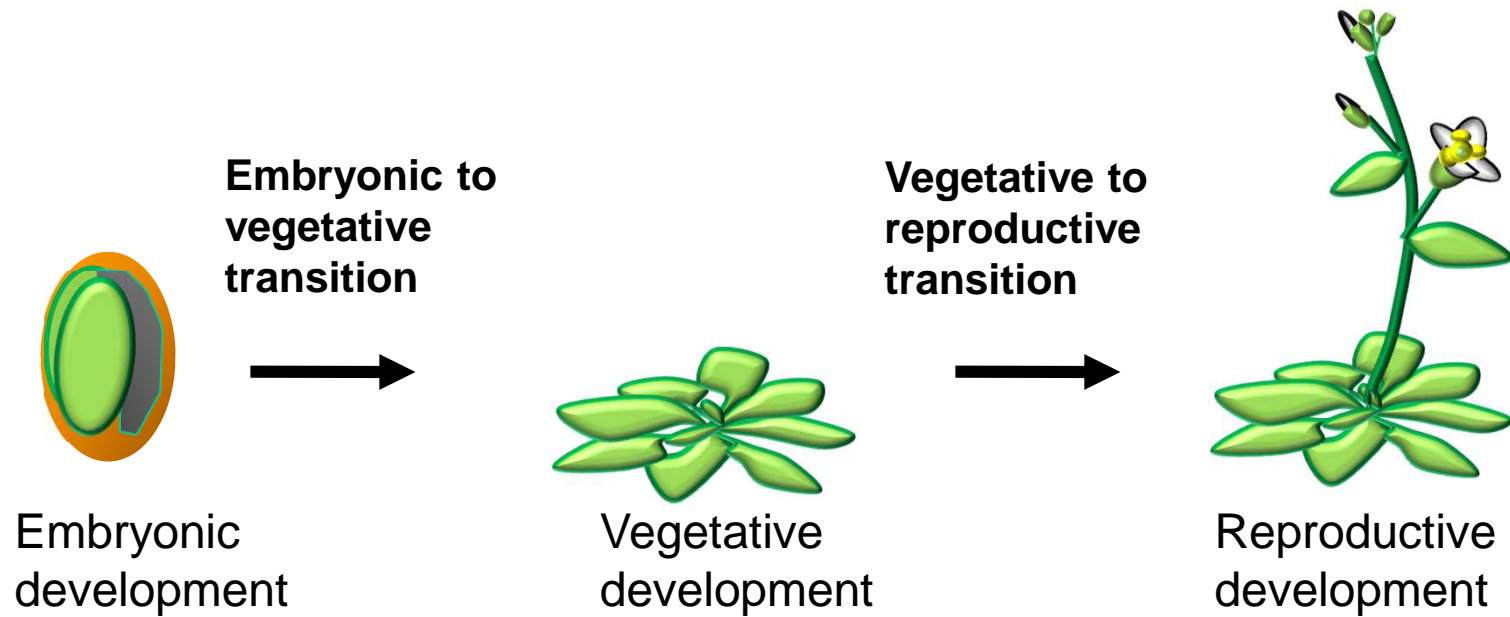 Embryonic to
vegetative
transition
Vegetative to
reproductive
transition
Embryonic
development
Vegetative
development
Reproductive
development